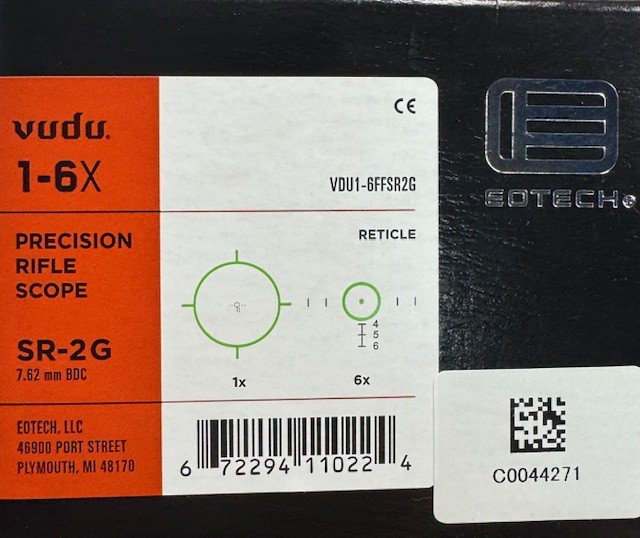 vudu®
1-6X
PRECISION
RIFLE
SCOPE
SR-2G
7.62 mm BDC
EOTECH, LLC
46900 PORT STREET
PLYMOUTH, MI 48170
CE
VDU1-6FFSR2G
RETICLE
4
5
6
1x
6x
6 72294 11022 4
EOTECH®
C0044271